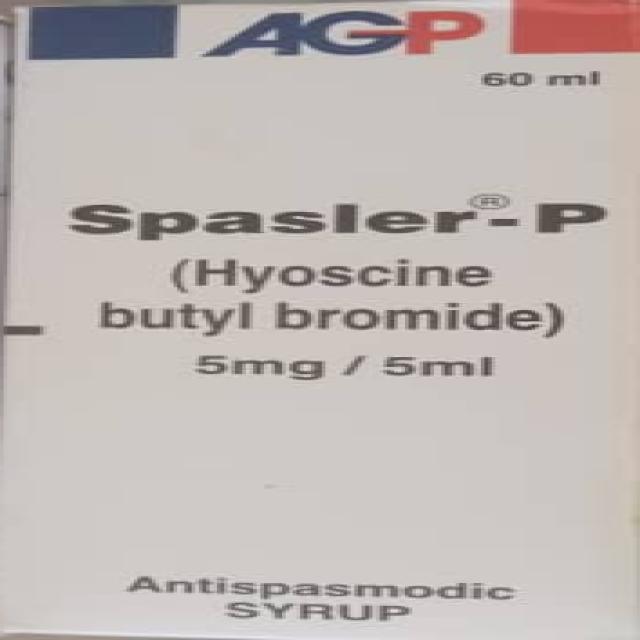 AGP
60 ml
Spasler®-P
(Hyoscine
butyl bromide)
5mg / 5ml
Antispasmodic
SYRUP